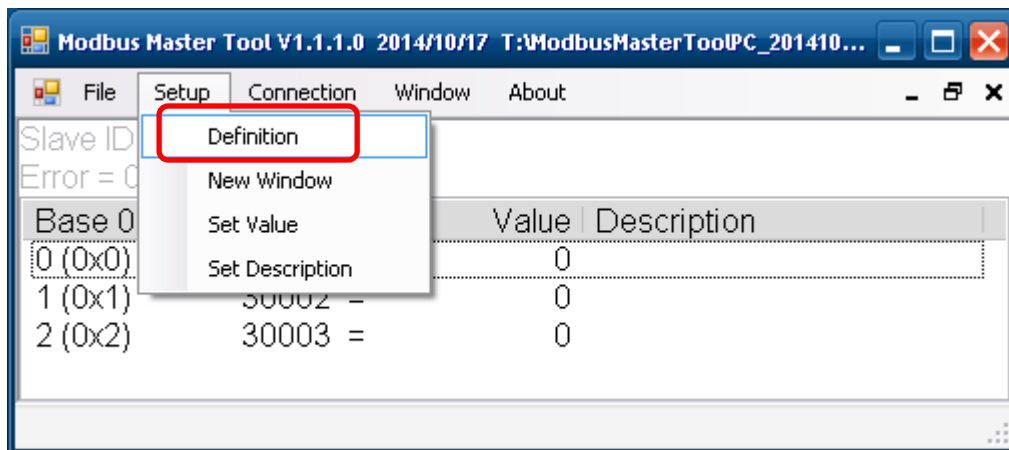 Modbus Master Tool V1.1.1.0 2014/10/17 T:\ModbusMasterToolPC_201410...
File Setup Connection Window About
Slave ID
Definition
Error = 0
New Window
Base 0 Value Description
Set Value
0 (0x0) 0
Set Description
1 (0x1) 30002 = 0
2 (0x2) 30003 = 0